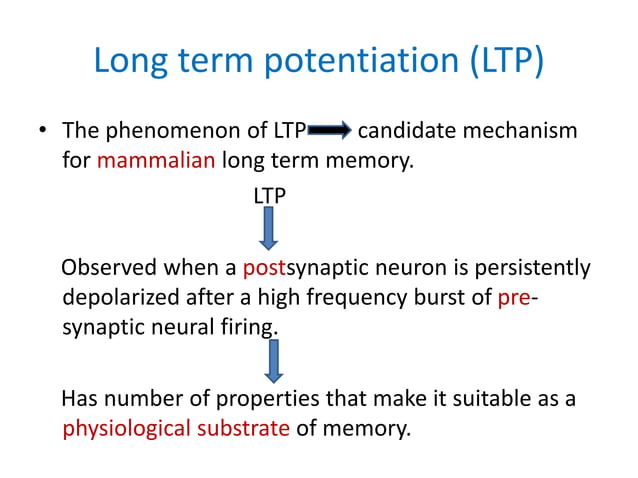 Long term potentiation (LTP)
• The phenomenon of LTP candidate mechanism
for mammalian long term memory.
LTP
Observed when a postsynaptic neuron is persistently
depolarized after a high frequency burst of pre-
synaptic neural firing.
Has number of properties that make it suitable as a
physiological substrate of memory.